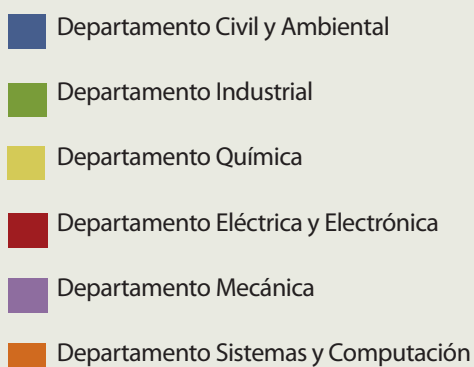 Departamento Civil y Ambiental
Departamento Industrial
Departamento Química
Departamento Eléctrica y Electrónica
Departamento Mecánica
Departamento Sistemas y Computación